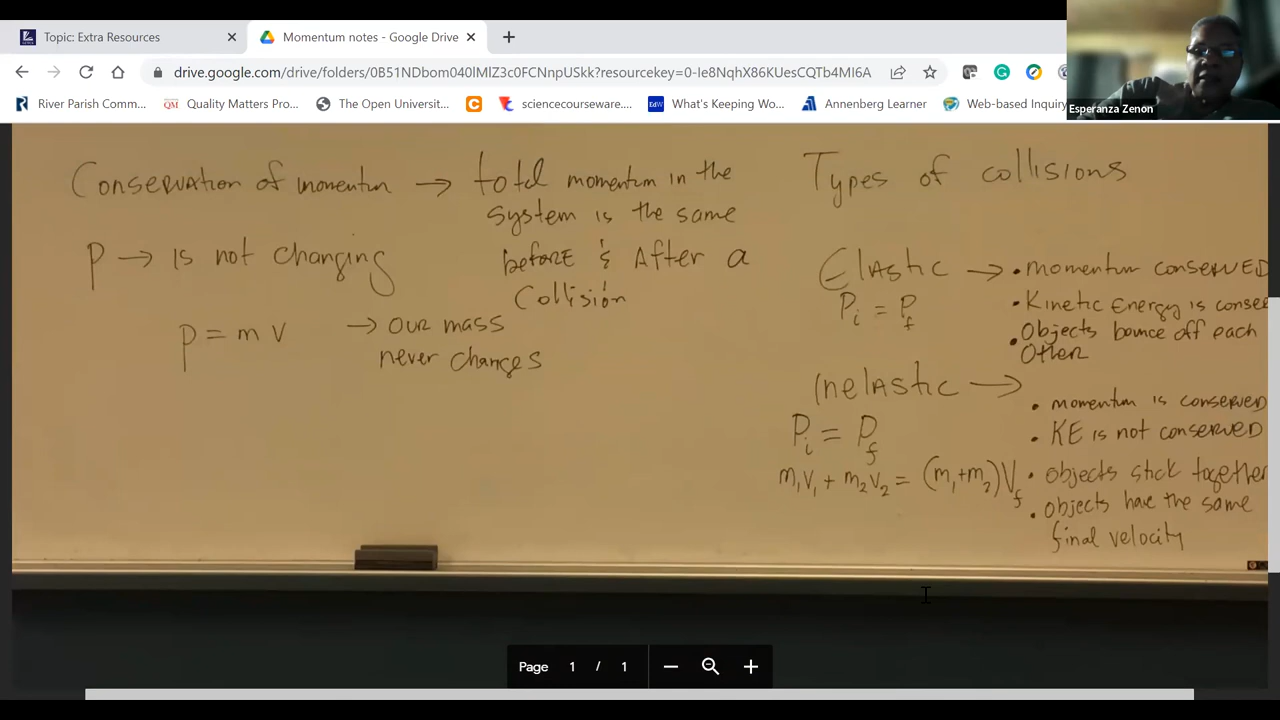 Topic: Extra Resources
Momentum notes - Google Drive
drive.google.com/drive/folders/0B51NDbom040lMlZ3c0FCNnpUSkk?resourcekey=0-Ie8NqhX86KUesCQTb4MI6A
River Parish Comm...
QM Quality Matters Pro...
The Open Universit...
sciencecourseware....
EdW What's Keeping Wo...
Annenberg Learner
Web-based Inquiry
Esperanza Zenon
Conservation of momentum → total momentum in the
system is the same
before & After a
Collision
P → is not changing
p = m v → our mass
never changes
Types of collisions
Elastic → • momentum conserved
Pi = Pf
• Kinetic Energy is conse
• Objects bounce off each
other
Inelastic →
• momentum is conserved
Pi = Pf
• KE is not conserved
m₁v₁ + m₂v₂ = (m₁+m₂)Vf
• objects stick together
• objects have the same
final velocity
Page 1 / 1